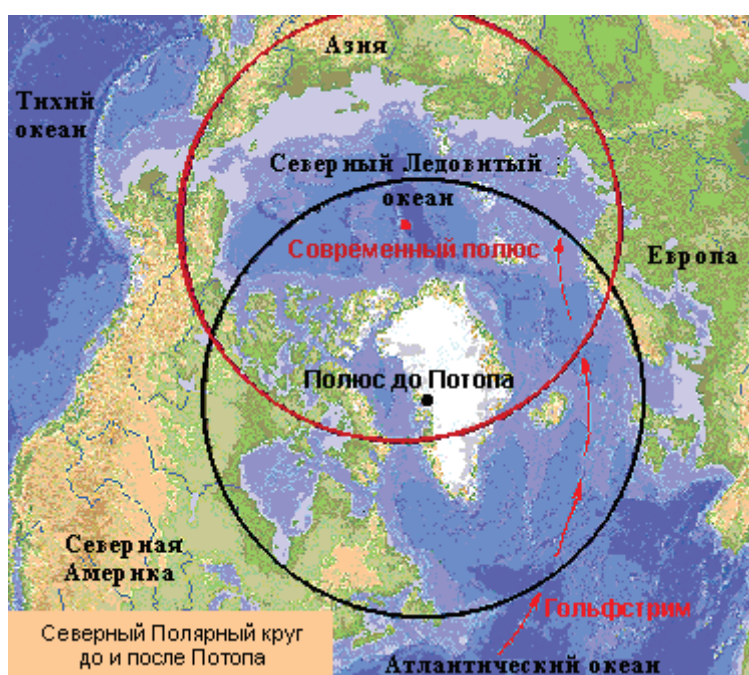 Азия
Тихий
океан
Северный Ледовитый
океан
Современный полюс
Европа
Полюс до Потопа
Северная
Америка
Гольфстрим
Северный Полярный круг
до и после Потопа
Атлантический океан